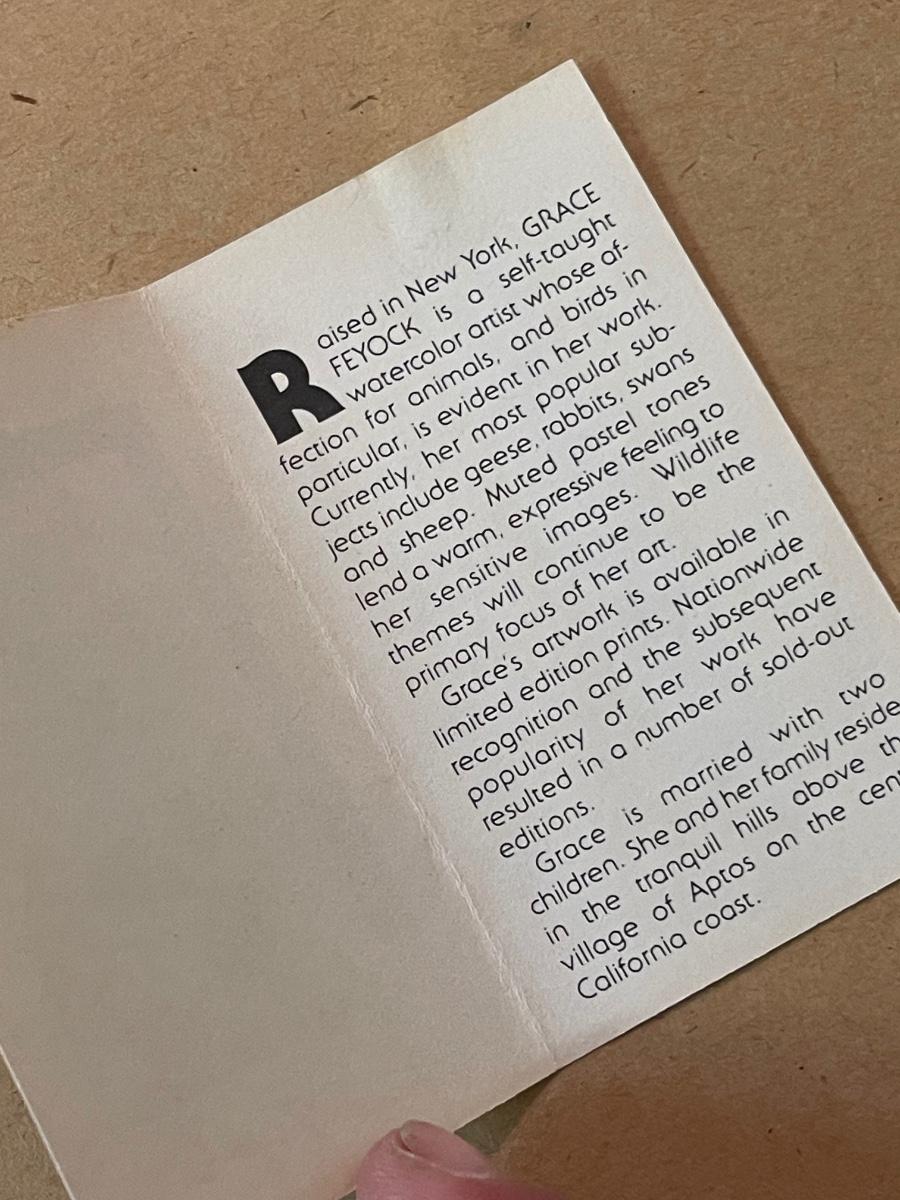 Raised in New York, GRACE
FEYOCK is a self-taught
watercolor artist whose af-
fection for animals, and birds in
particular, is evident in her work.
Currently, her most popular sub-
jects include geese, rabbits, swans
and sheep. Muted pastel tones
lend a warm, expressive feeling to
her sensitive images. Wildlife
themes will continue to be the
primary focus of her art.
Grace's artwork is available in
limited edition prints. Nationwide
recognition and the subsequent
popularity of her work have
resulted in a number of sold-out
editions.
Grace is married with two
children. She and her family reside
in the tranquil hills above th
village of Aptos on the cent
California coast.